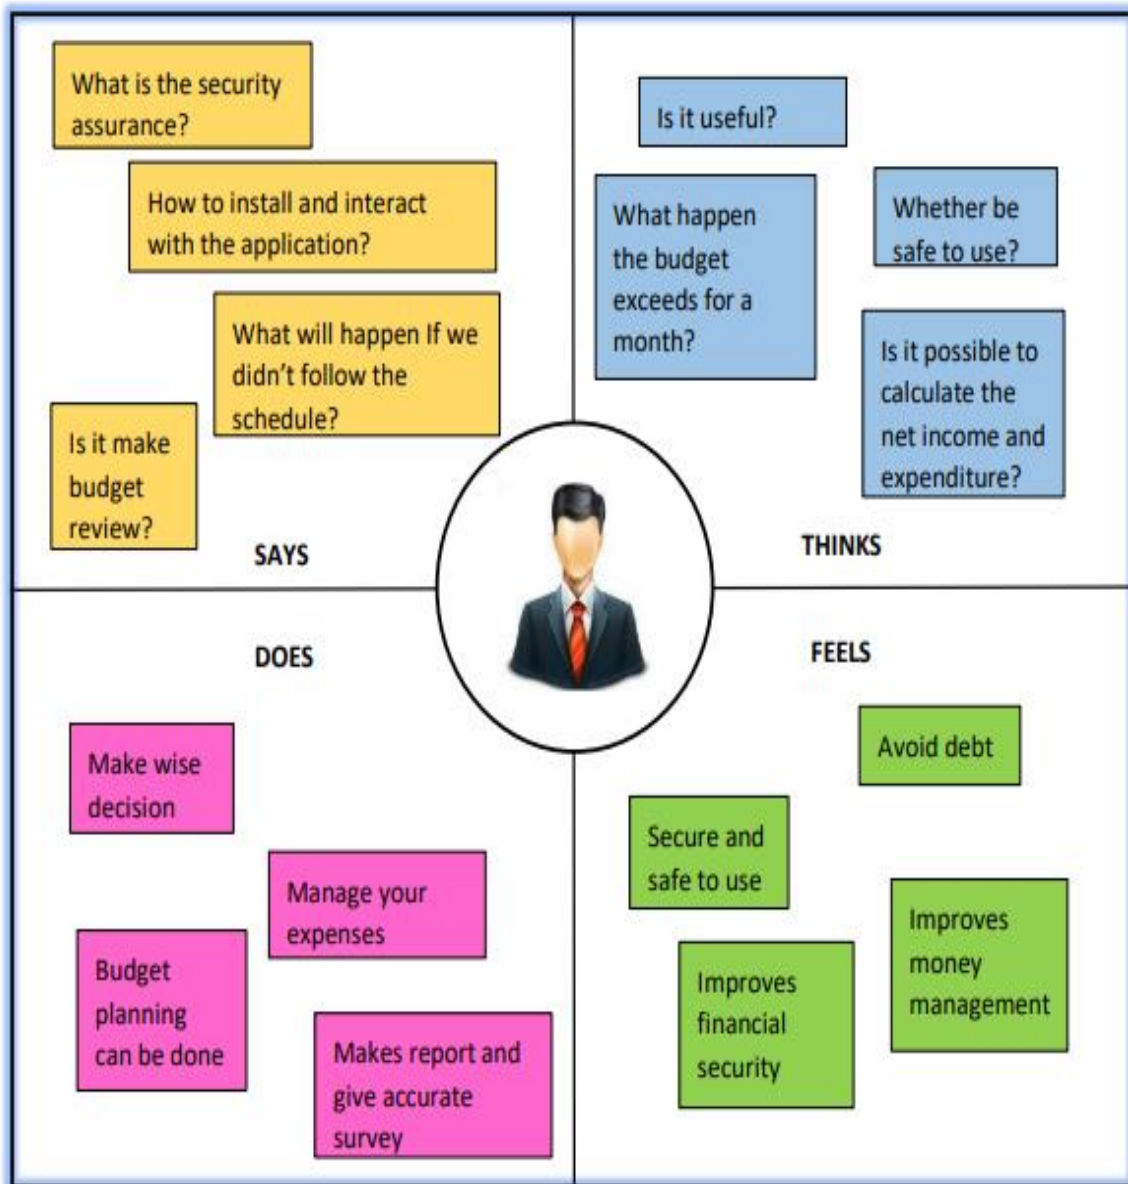 What is the security
assurance?
How to install and interact
with the application?
What will happen If we
didn’t follow the
schedule?
Is it make
budget
review?
SAYS
Is it useful?
What happen
the budget
exceeds for a
month?
Whether be
safe to use?
Is it possible to
calculate the
net income and
expenditure?
THINKS
DOES
Make wise
decision
Manage your
expenses
Budget
planning
can be done
Makes report and
give accurate
survey
FEELS
Avoid debt
Secure and
safe to use
Improves
money
management
Improves
financial
security